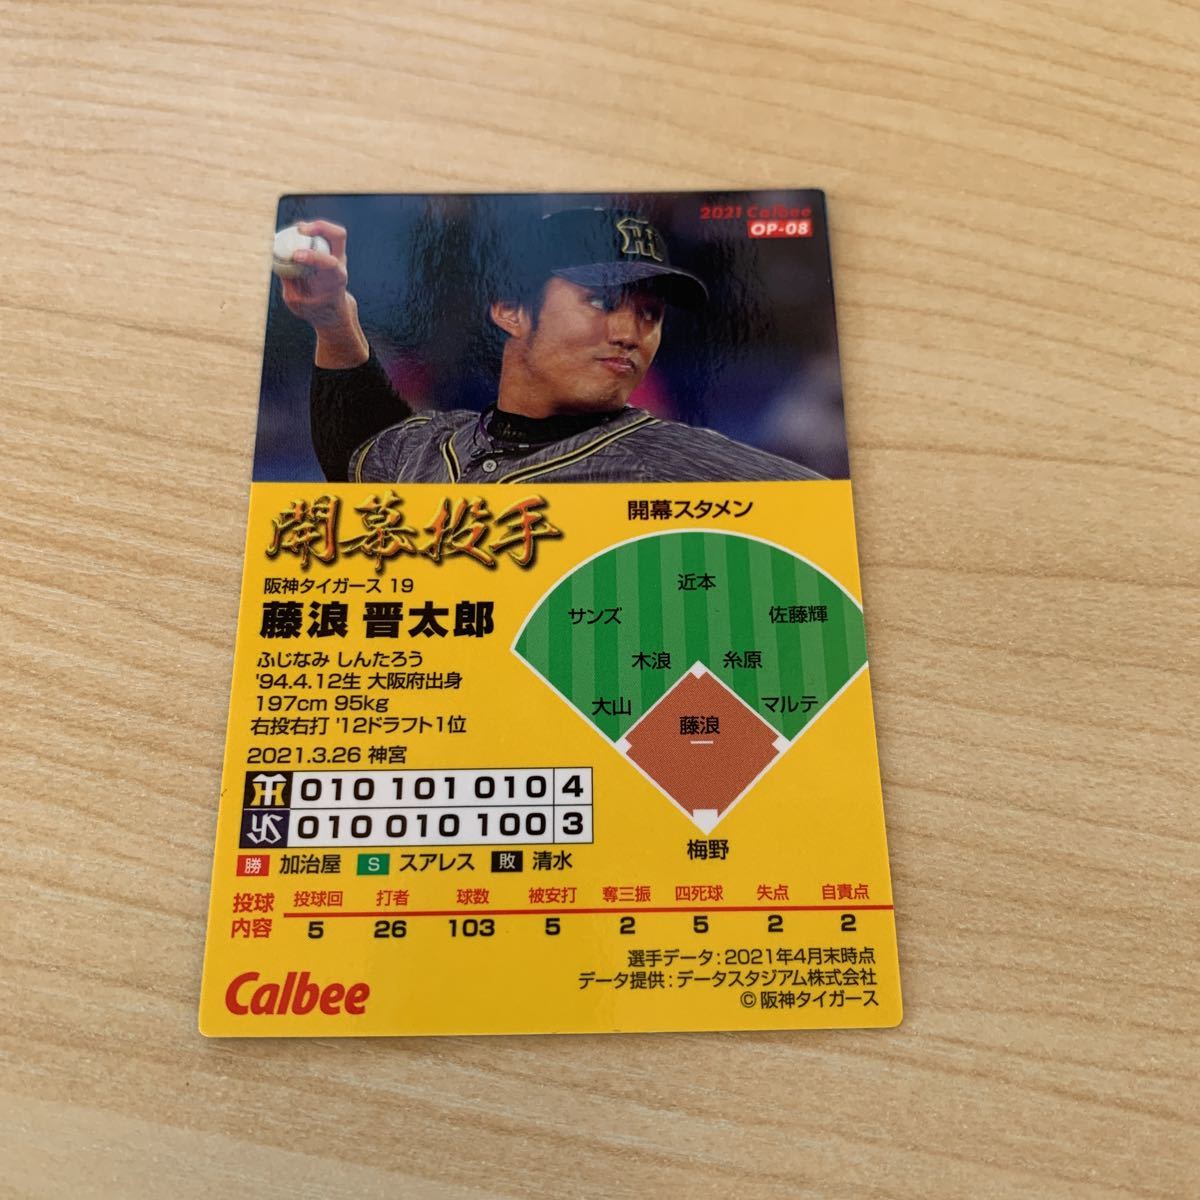 2021 Calbee
OP-08
開幕投手
阪神タイガース 19
藤浪 晋太郎
ふじなみ しんたろう
'94.4.12生 大阪府出身
197cm 95kg
右投右打 '12ドラフト1位
2021.3.26 神宮
010 101 010 4
YS 010 010 100 3
勝 加治屋 S スアレス 敗 清水
開幕スタメン
近本
サンズ 佐藤輝
木浪 糸原
大山 マルテ
藤浪
梅野
投球内容
投球回 打者 球数 被安打 奪三振 四死球 失点 自責点
5 26 103 5 2 5 2 2
選手データ:2021年4月末時点
データ提供:データスタジアム株式会社
©阪神タイガース
Calbee